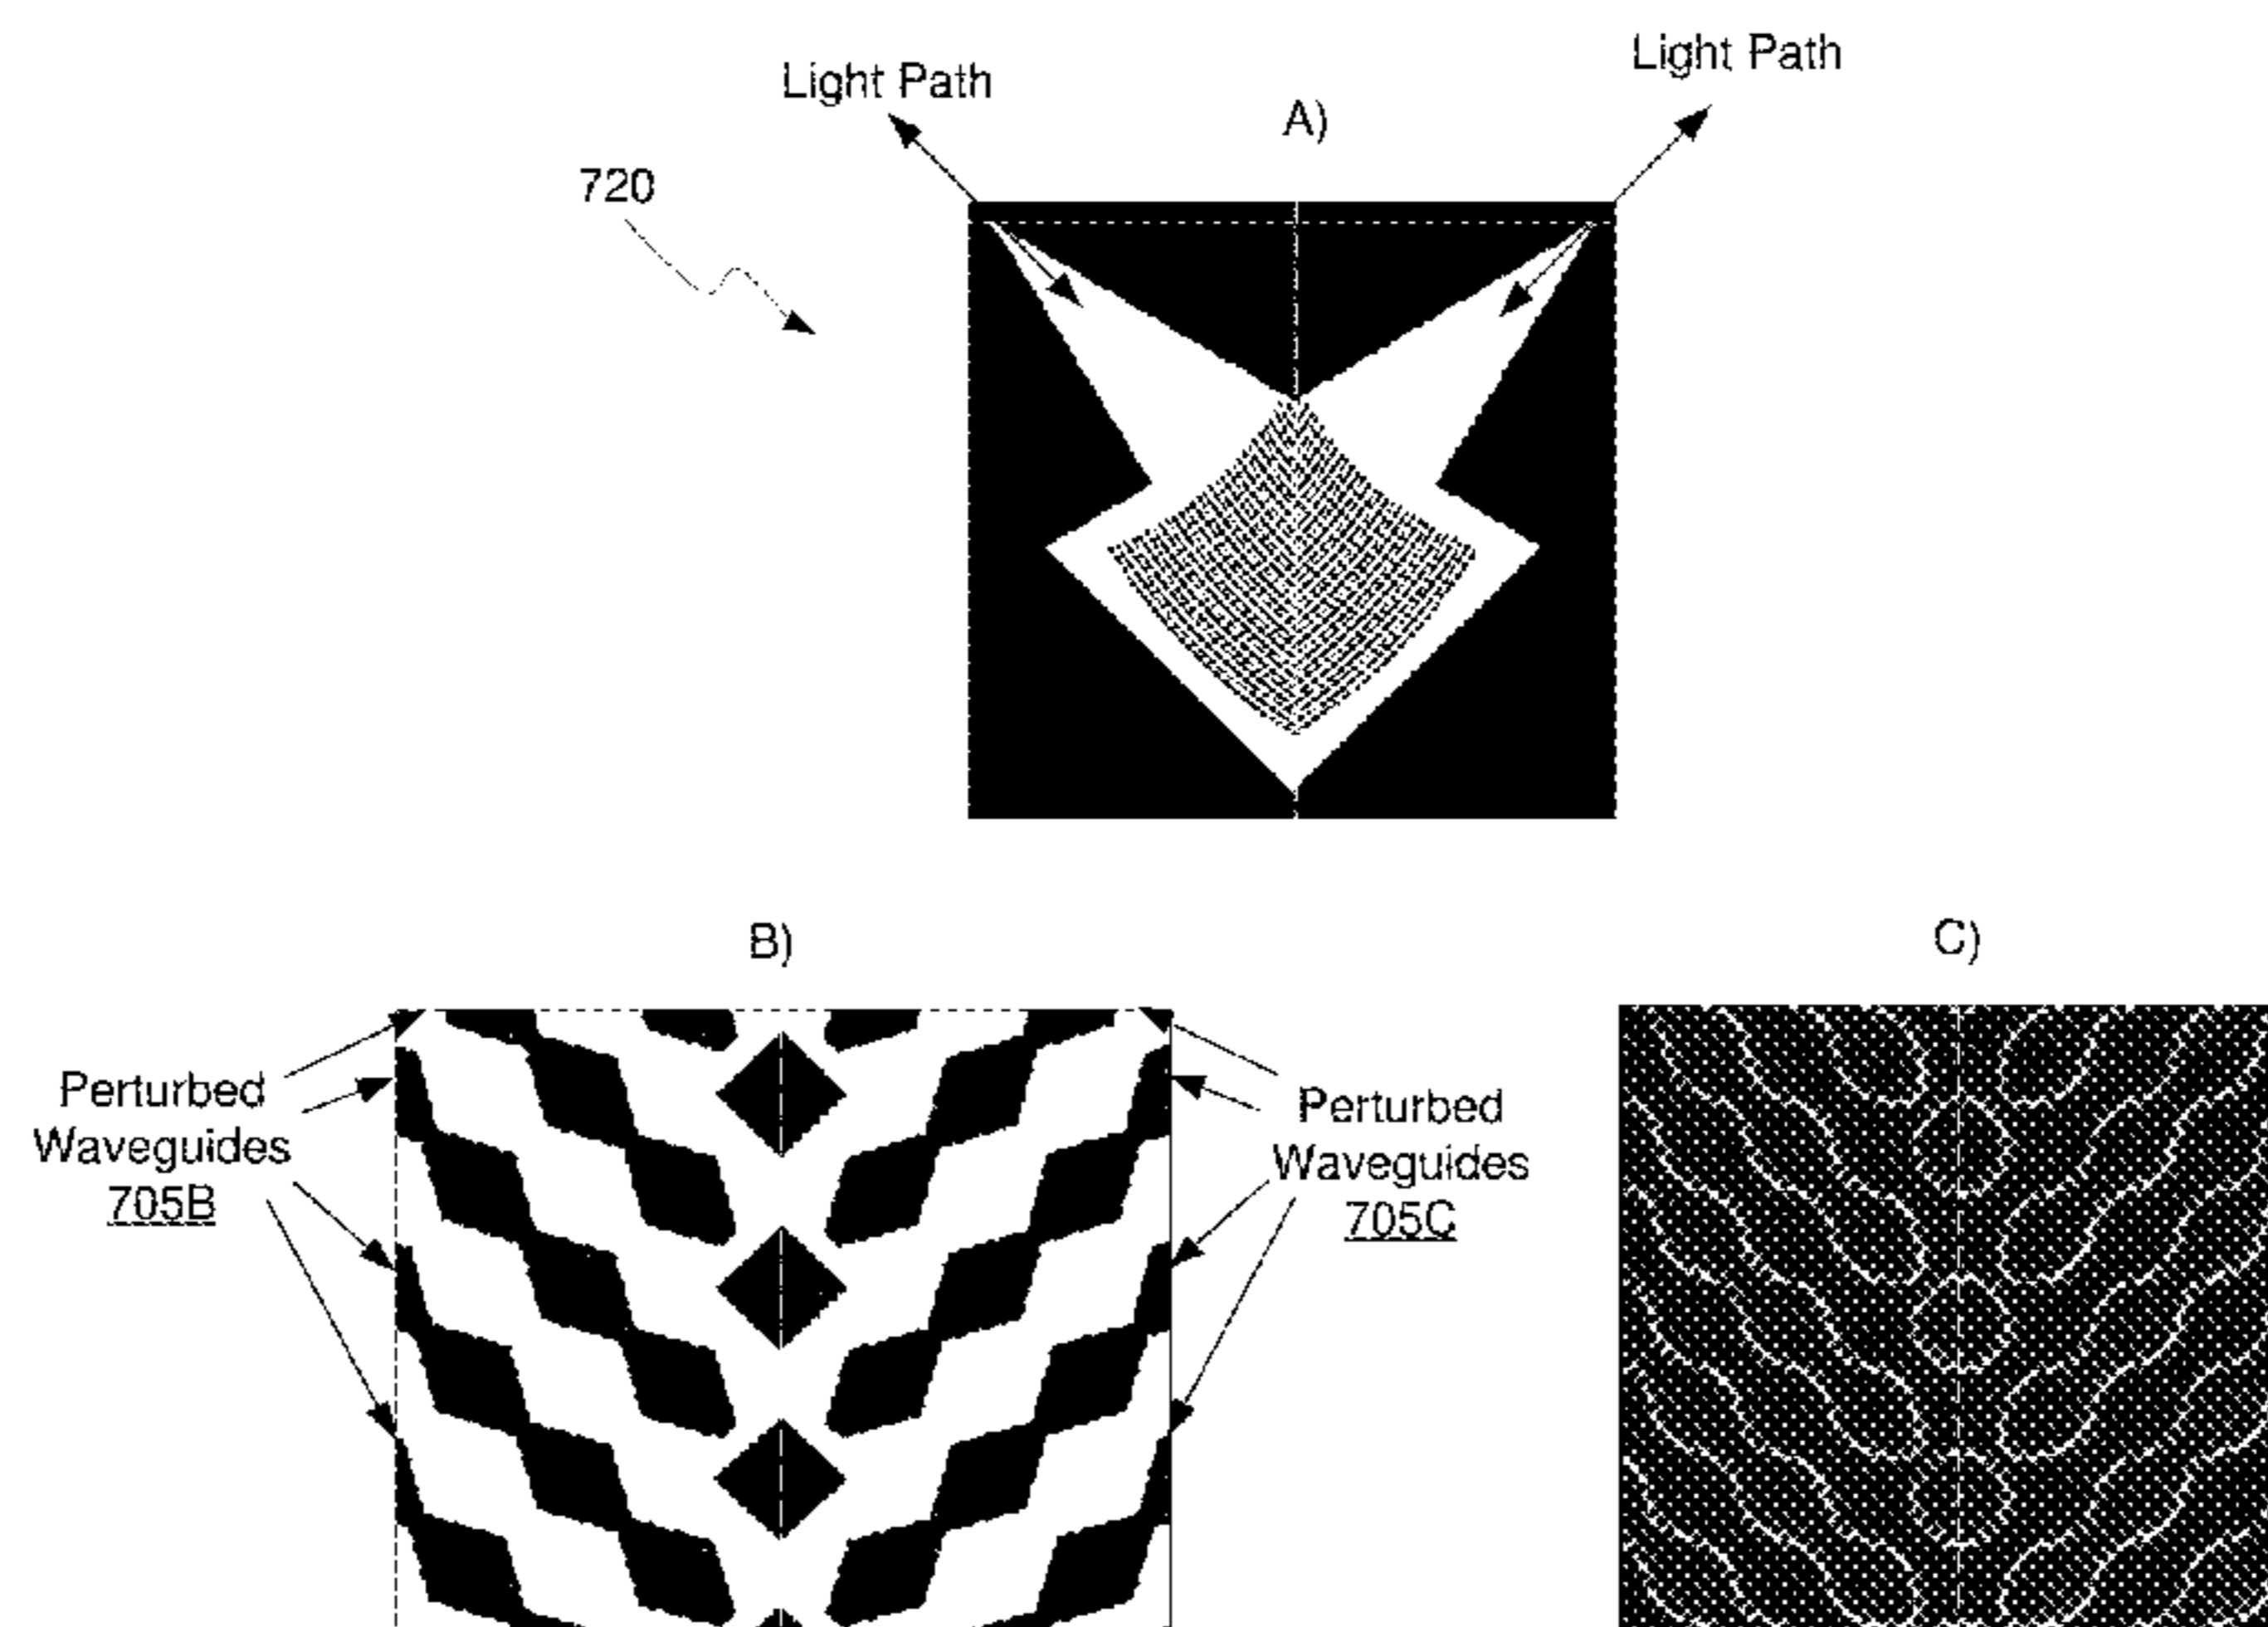 Light Path
Light Path
A)
720
B)
C)
Perturbed
Waveguides
705B
Perturbed
Waveguides
705C